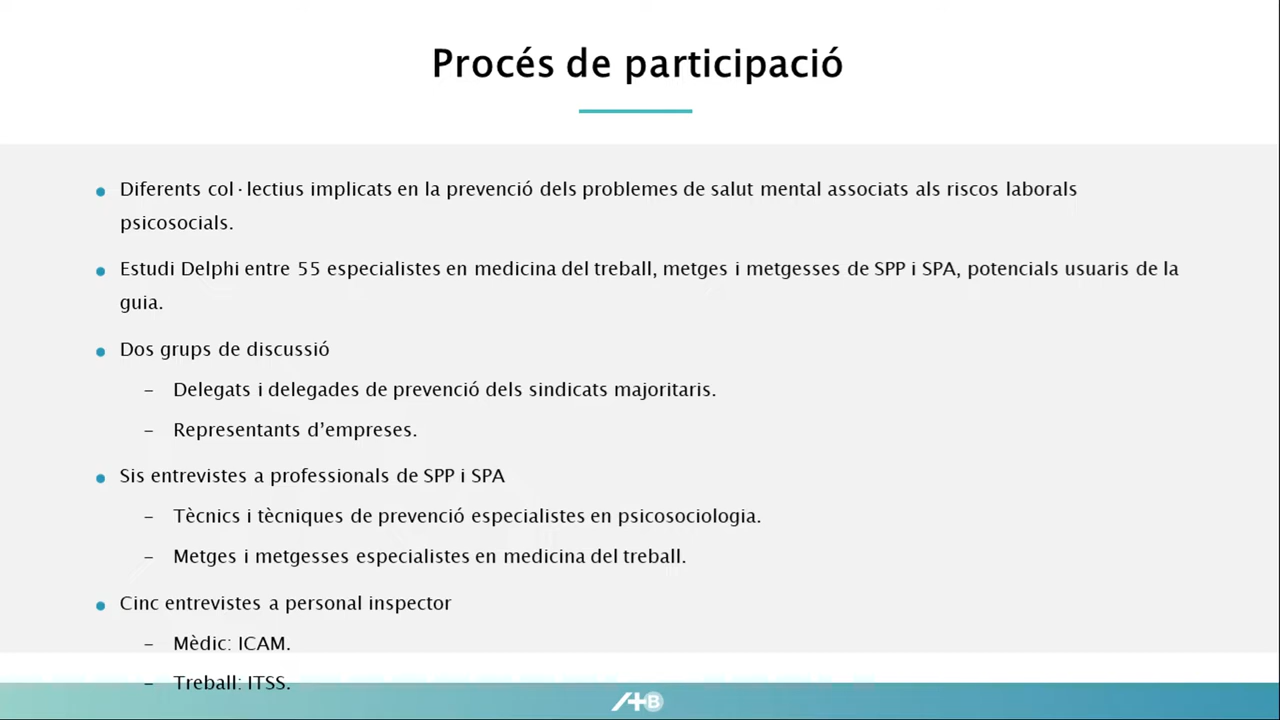 Procés de participació
Diferents col·lectius implicats en la prevenció dels problemes de salut mental associats als riscos laborals
psicosocials.
Estudi Delphi entre 55 especialistes en medicina del treball, metges i metgesses de SPP i SPA, potencials usuaris de la
guia.
Dos grups de discussió
– Delegats i delegades de prevenció dels sindicats majoritaris.
– Representants d’empreses.
Sis entrevistes a professionals de SPP i SPA
– Tècnics i tècniques de prevenció especialistes en psicosociologia.
– Metges i metgesses especialistes en medicina del treball.
Cinc entrevistes a personal inspector
– Mèdic: ICAM.
– Treball: ITSS.